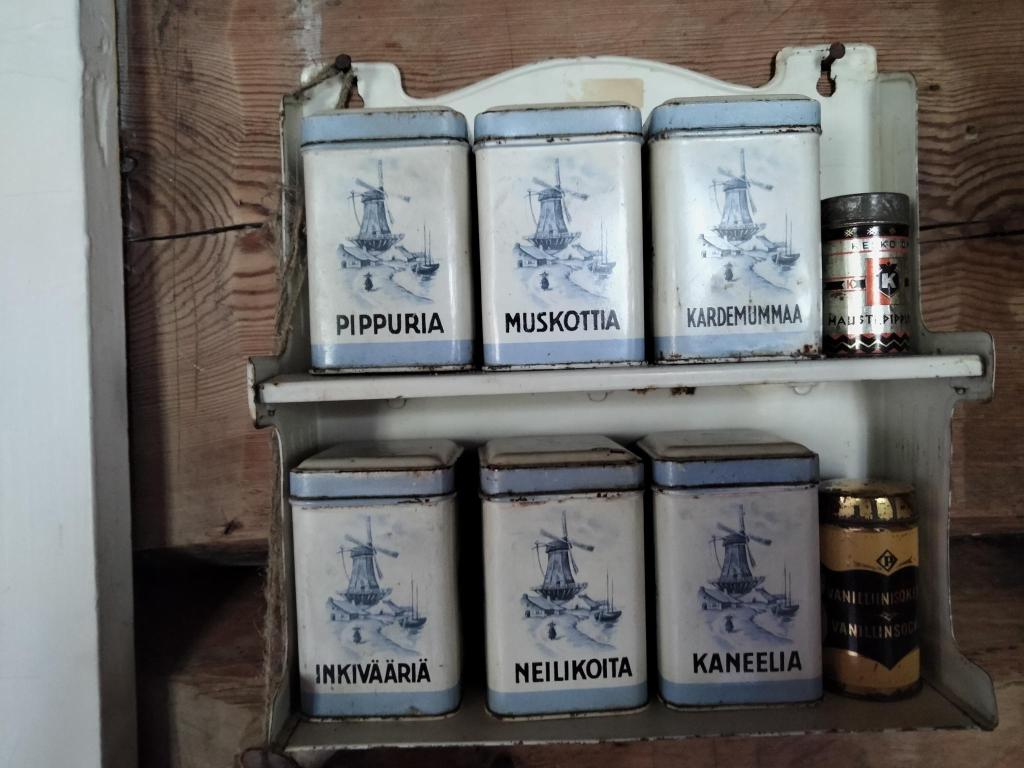 PIPPURIA
MUSKOTTIA
KARDEMUMMAA
K
INKIVÄÄRIÄ
NEILIKOITA
KANEELIA
P